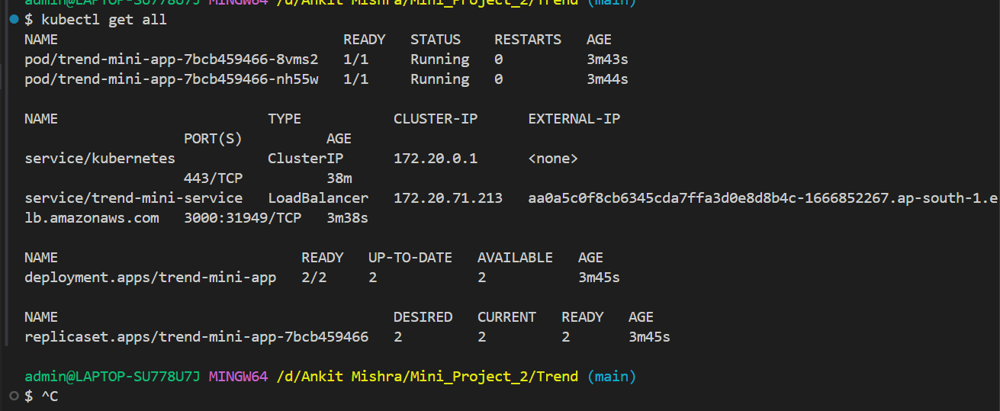 admin@LAPTOP-SU778U7J MINGW64 /d/Ankit Mishra/Mini_Project_2/Trend (main)
$ kubectl get all
NAME                                  READY   STATUS    RESTARTS   AGE
pod/trend-mini-app-7bcb459466-8vms2   1/1     Running   0          3m43s
pod/trend-mini-app-7bcb459466-nh55w   1/1     Running   0          3m44s

NAME                         TYPE           CLUSTER-IP      EXTERNAL-IP
                   PORT(S)          AGE
service/kubernetes           ClusterIP      172.20.0.1      <none>
                   443/TCP          38m
service/trend-mini-service   LoadBalancer   172.20.71.213   aa0a5c0f8cb6345cda7ffa3d0e8d8b4c-1666852267.ap-south-1.e
lb.amazonaws.com   3000:31949/TCP   3m38s

NAME                             READY   UP-TO-DATE   AVAILABLE   AGE
deployment.apps/trend-mini-app   2/2     2            2           3m45s

NAME                                        DESIRED   CURRENT   READY   AGE
replicaset.apps/trend-mini-app-7bcb459466   2         2         2       3m45s

admin@LAPTOP-SU778U7J MINGW64 /d/Ankit Mishra/Mini_Project_2/Trend (main)
$ ^C